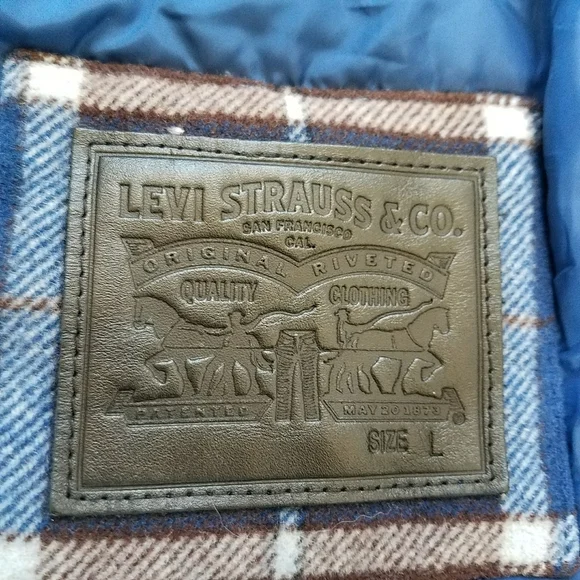 LEVI STRAUSS & CO.
SAN FRANCISCO
CAL.
ORIGINAL RIVETED
QUALITY CLOTHING
PATENTED MAY 20 1873
SIZE L